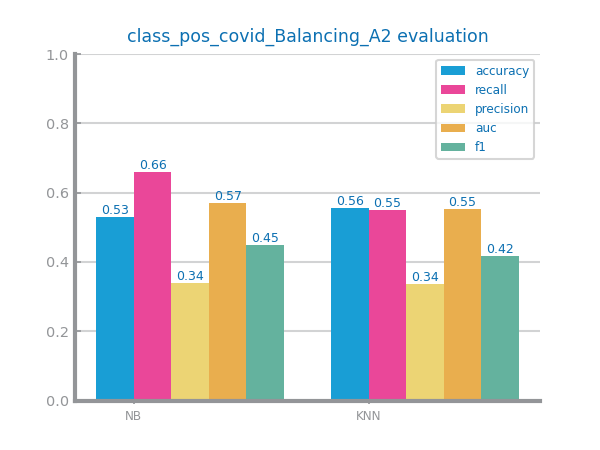 class_pos_covid_Balancing_A2 evaluation
1.0
0.8
0.6
0.4
0.2
0.0
accuracy
recall
precision
auc
f1
0.53
0.66
0.34
0.57
0.45
0.56
0.55
0.34
0.55
0.42
NB
KNN